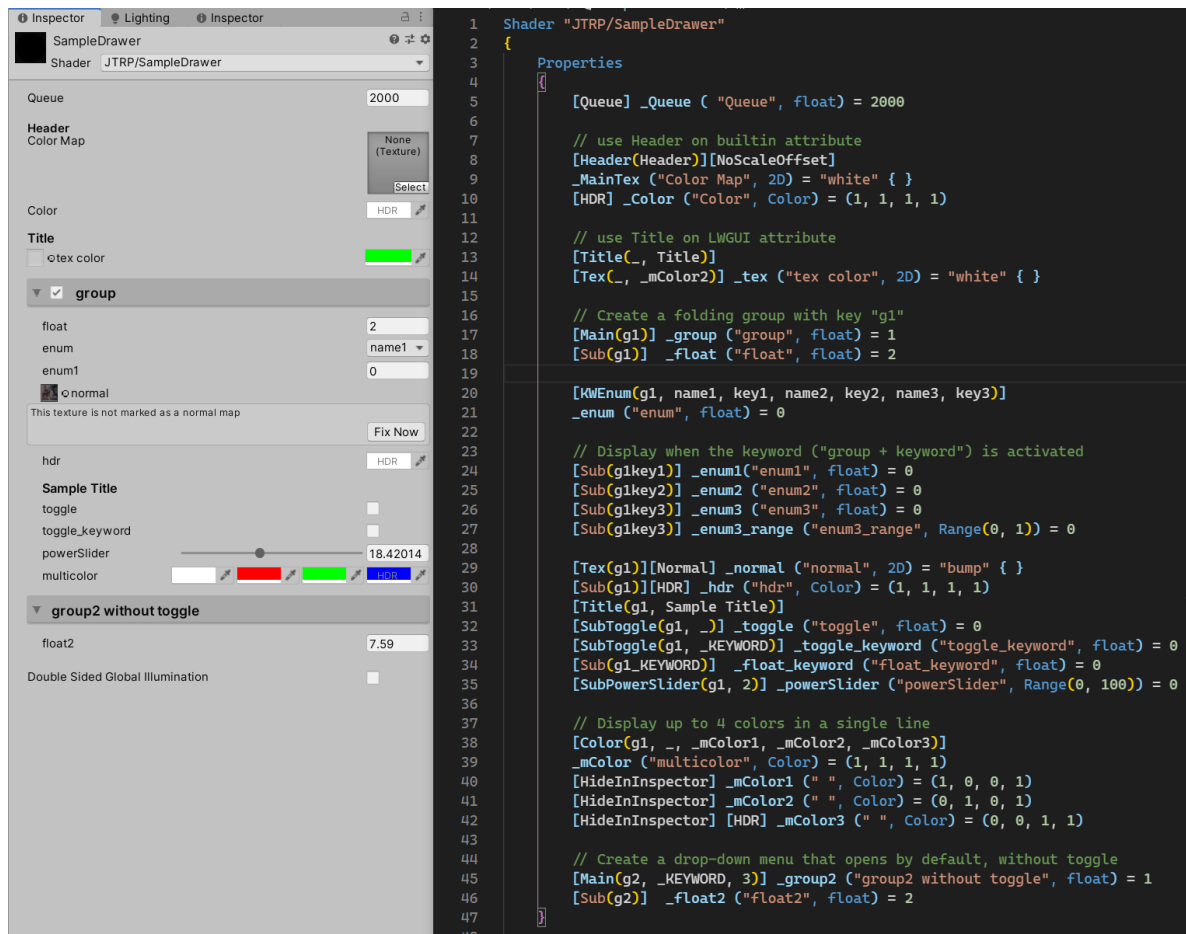 Inspector Lighting Inspector
SampleDrawer
Shader JTRP/SampleDrawer
Queue 2000
Header
Color Map None
(Texture)
Select
Color HDR
Title
tex color
group
float 2
enum name1
enum1 0
normal
This texture is not marked as a normal map
Fix Now
hdr HDR
Sample Title
toggle
toggle_keyword
powerSlider 18.42014
multicolor HDR
group2 without toggle
float2 7.59
Double Sided Global Illumination
1 Shader "JTRP/SampleDrawer"
2 {
3 Properties
4 {
5 [Queue] _Queue ( "Queue", float) = 2000
6
7 // use Header on builtin attribute
8 [Header(Header)][NoScaleOffset]
9 _MainTex ("Color Map", 2D) = "white" { }
10 [HDR] _Color ("Color", Color) = (1, 1, 1, 1)
11
12 // use Title on LWGUI attribute
13 [Title(_, Title)]
14 [Tex(_, _mColor2)] _tex ("tex color", 2D) = "white" { }
15
16 // Create a folding group with key "g1"
17 [Main(g1)] _group ("group", float) = 1
18 [Sub(g1)] _float ("float", float) = 2
19
20 [KWEnum(g1, name1, key1, name2, key2, name3, key3)]
21 _enum ("enum", float) = 0
22
23 // Display when the keyword ("group + keyword") is activated
24 [Sub(g1key1)] _enum1("enum1", float) = 0
25 [Sub(g1key2)] _enum2 ("enum2", float) = 0
26 [Sub(g1key3)] _enum3 ("enum3", float) = 0
27 [Sub(g1key3)] _enum3_range ("enum3_range", Range(0, 1)) = 0
28
29 [Tex(g1)][Normal] _normal ("normal", 2D) = "bump" { }
30 [Sub(g1)][HDR] _hdr ("hdr", Color) = (1, 1, 1, 1)
31 [Title(g1, Sample Title)]
32 [SubToggle(g1, _)] _toggle ("toggle", float) = 0
33 [SubToggle(g1, _KEYWORD)] _toggle_keyword ("toggle_keyword", float) = 0
34 [Sub(g1_KEYWORD)] _float_keyword ("float_keyword", float) = 0
35 [SubPowerSlider(g1, 2)] _powerSlider ("powerSlider", Range(0, 100)) = 0
36
37 // Display up to 4 colors in a single line
38 [Color(g1, _, _mColor1, _mColor2, _mColor3)]
39 _mColor ("multicolor", Color) = (1, 1, 1, 1)
40 [HideInInspector] _mColor1 (" ", Color) = (1, 0, 0, 1)
41 [HideInInspector] _mColor2 (" ", Color) = (0, 1, 0, 1)
42 [HideInInspector] [HDR] _mColor3 (" ", Color) = (0, 0, 1, 1)
43
44 // Create a drop-down menu that opens by default, without toggle
45 [Main(g2, _KEYWORD, 3)] _group2 ("group2 without toggle", float) = 1
46 [Sub(g2)] _float2 ("float2", float) = 2
47 }